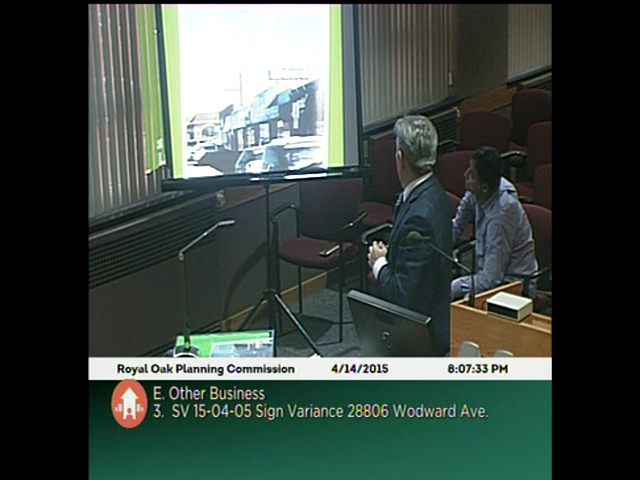 Royal Oak Planning Commission 4/14/2015 8:07:33 PM
E. Other Business
3. SV 15-04-05 Sign Variance 28806 Wodward Ave.